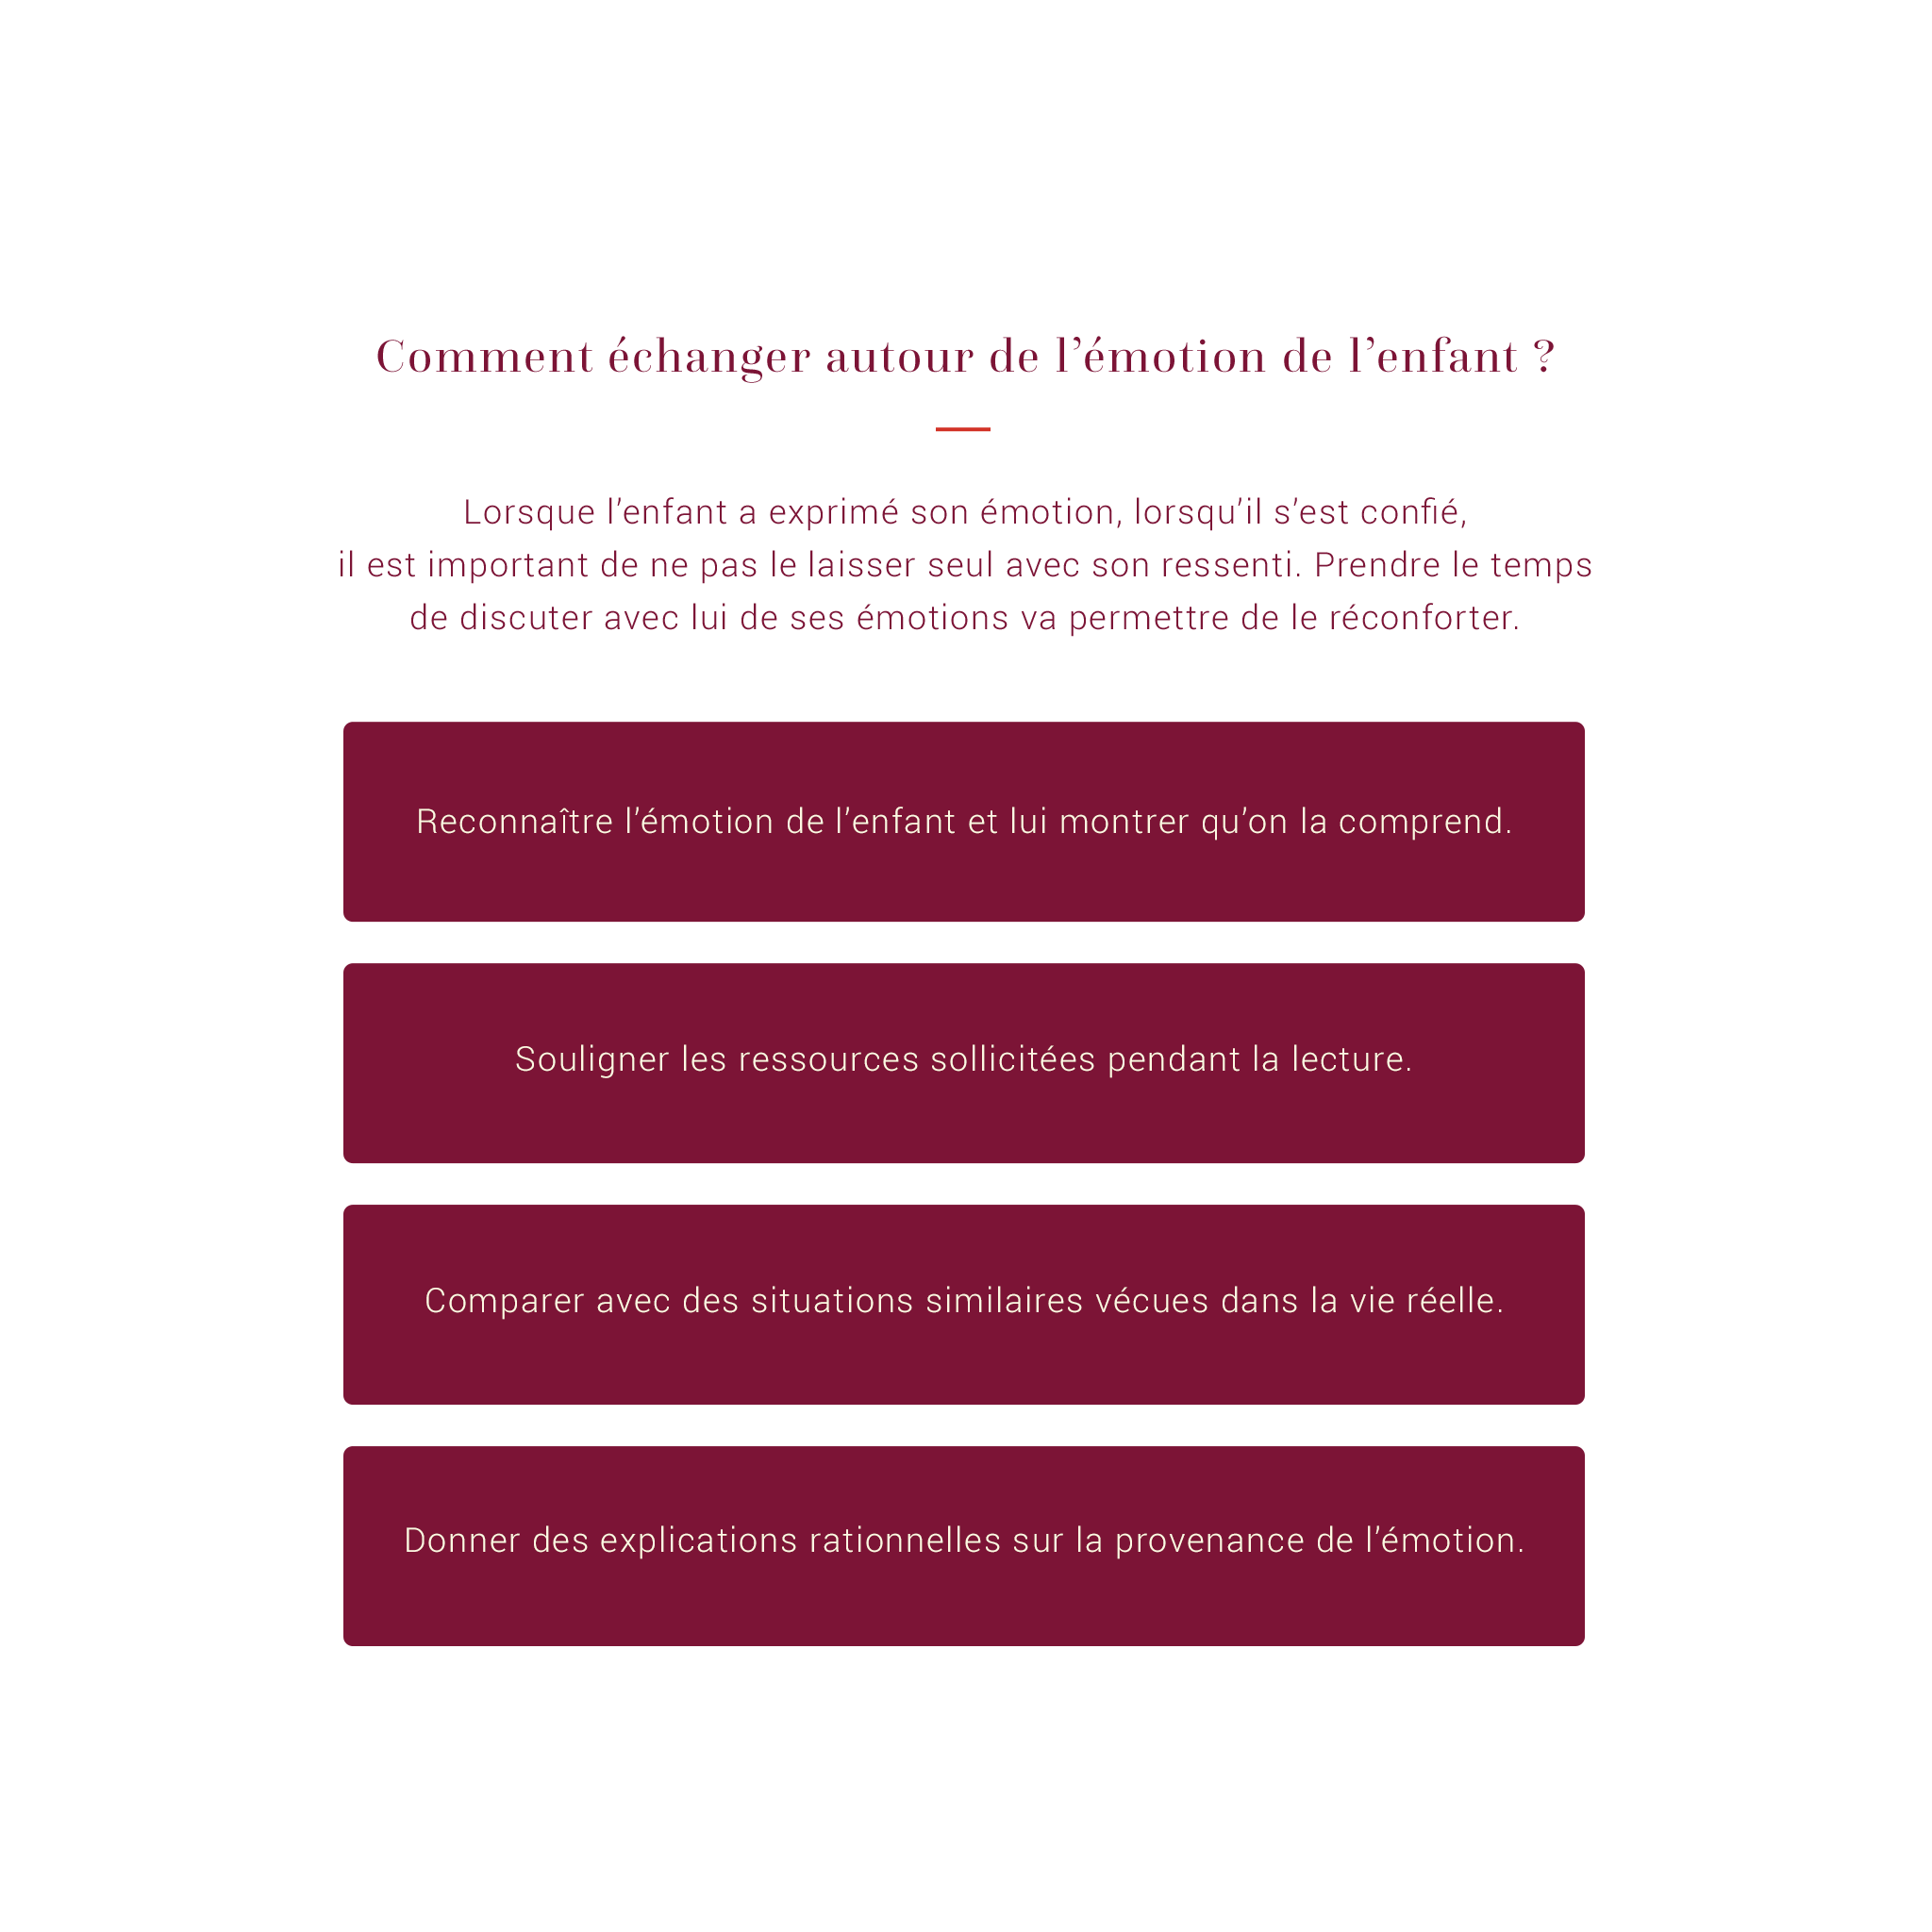 Comment échanger autour de l’émotion de l’enfant ?
Lorsque l’enfant a exprimé son émotion, lorsqu’il s’est confié,
il est important de ne pas le laisser seul avec son ressenti. Prendre le temps
de discuter avec lui de ses émotions va permettre de le réconforter.
Reconnaître l’émotion de l’enfant et lui montrer qu’on la comprend.
Souligner les ressources sollicitées pendant la lecture.
Comparer avec des situations similaires vécues dans la vie réelle.
Donner des explications rationnelles sur la provenance de l’émotion.